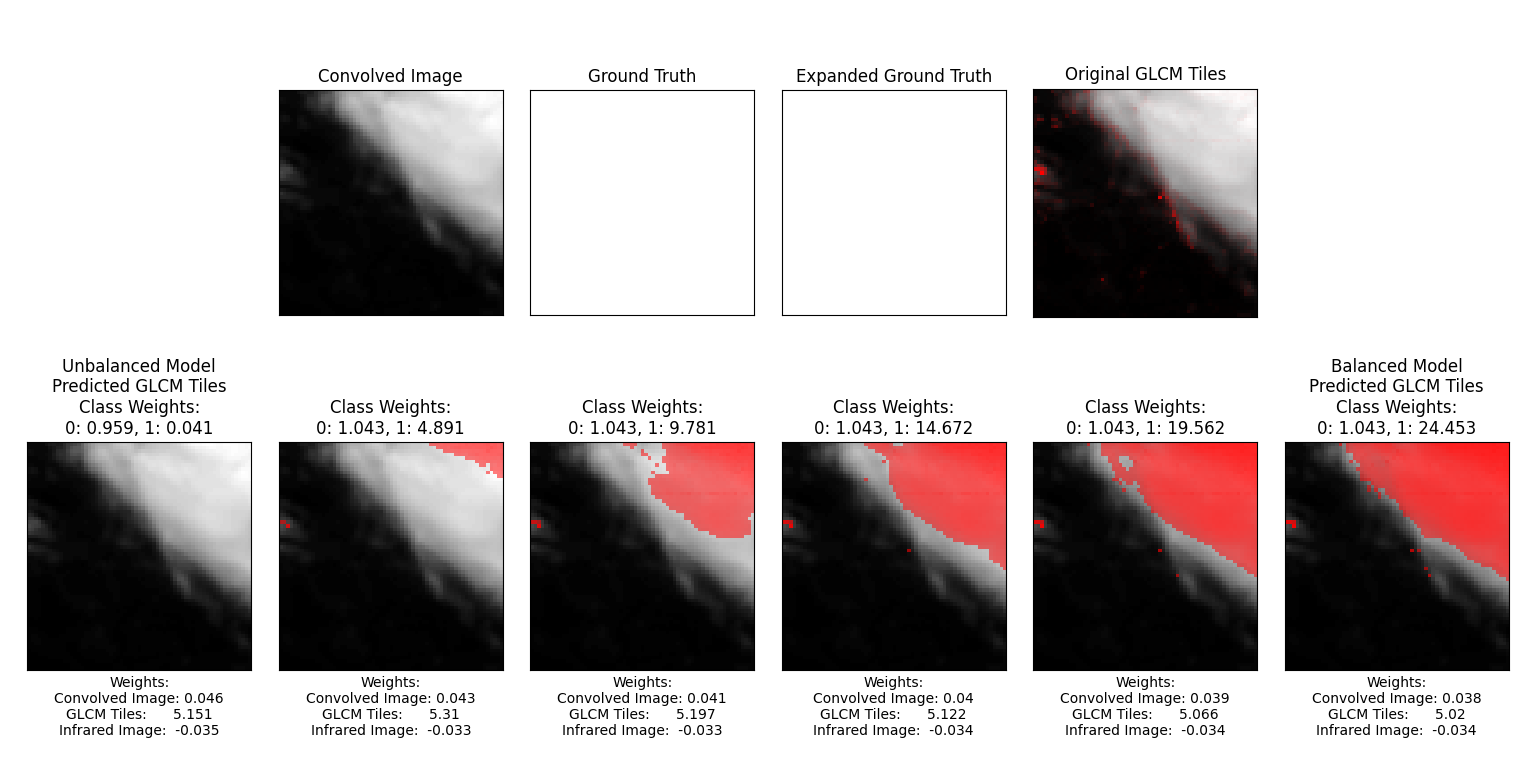 Convolved Image
Ground Truth
Expanded Ground Truth
Original GLCM Tiles
Unbalanced Model
Predicted GLCM Tiles
Class Weights:
0: 0.959, 1: 0.041
Class Weights:
0: 1.043, 1: 4.891
Class Weights:
0: 1.043, 1: 9.781
Class Weights:
0: 1.043, 1: 14.672
Class Weights:
0: 1.043, 1: 19.562
Balanced Model
Predicted GLCM Tiles
Class Weights:
0: 1.043, 1: 24.453
Weights:
Convolved Image: 0.046
GLCM Tiles: 5.151
Infrared Image: -0.035
Weights:
Convolved Image: 0.043
GLCM Tiles: 5.31
Infrared Image: -0.033
Weights:
Convolved Image: 0.041
GLCM Tiles: 5.197
Infrared Image: -0.033
Weights:
Convolved Image: 0.04
GLCM Tiles: 5.122
Infrared Image: -0.034
Weights:
Convolved Image: 0.039
GLCM Tiles: 5.066
Infrared Image: -0.034
Weights:
Convolved Image: 0.038
GLCM Tiles: 5.02
Infrared Image: -0.034